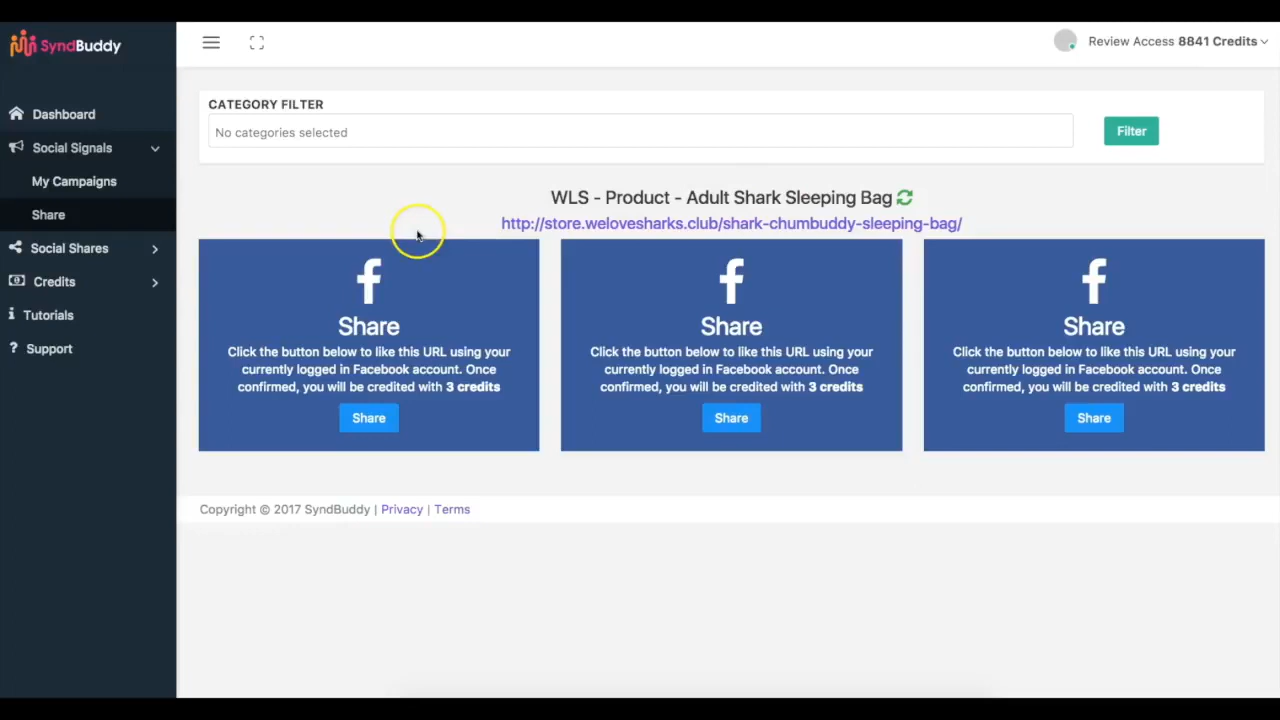 SyndBuddy
Review Access 8841 Credits
Dashboard
Social Signals
My Campaigns
Share
Social Shares
Credits
Tutorials
Support
CATEGORY FILTER
No categories selected
Filter
WLS - Product - Adult Shark Sleeping Bag
http://store.welovesharks.club/shark-chumbuddy-sleeping-bag/
Share
Click the button below to like this URL using your
currently logged in Facebook account. Once
confirmed, you will be credited with 3 credits
Share
Share
Click the button below to like this URL using your
currently logged in Facebook account. Once
confirmed, you will be credited with 3 credits
Share
Share
Click the button below to like this URL using your
currently logged in Facebook account. Once
confirmed, you will be credited with 3 credits
Share
Copyright © 2017 SyndBuddy | Privacy | Terms